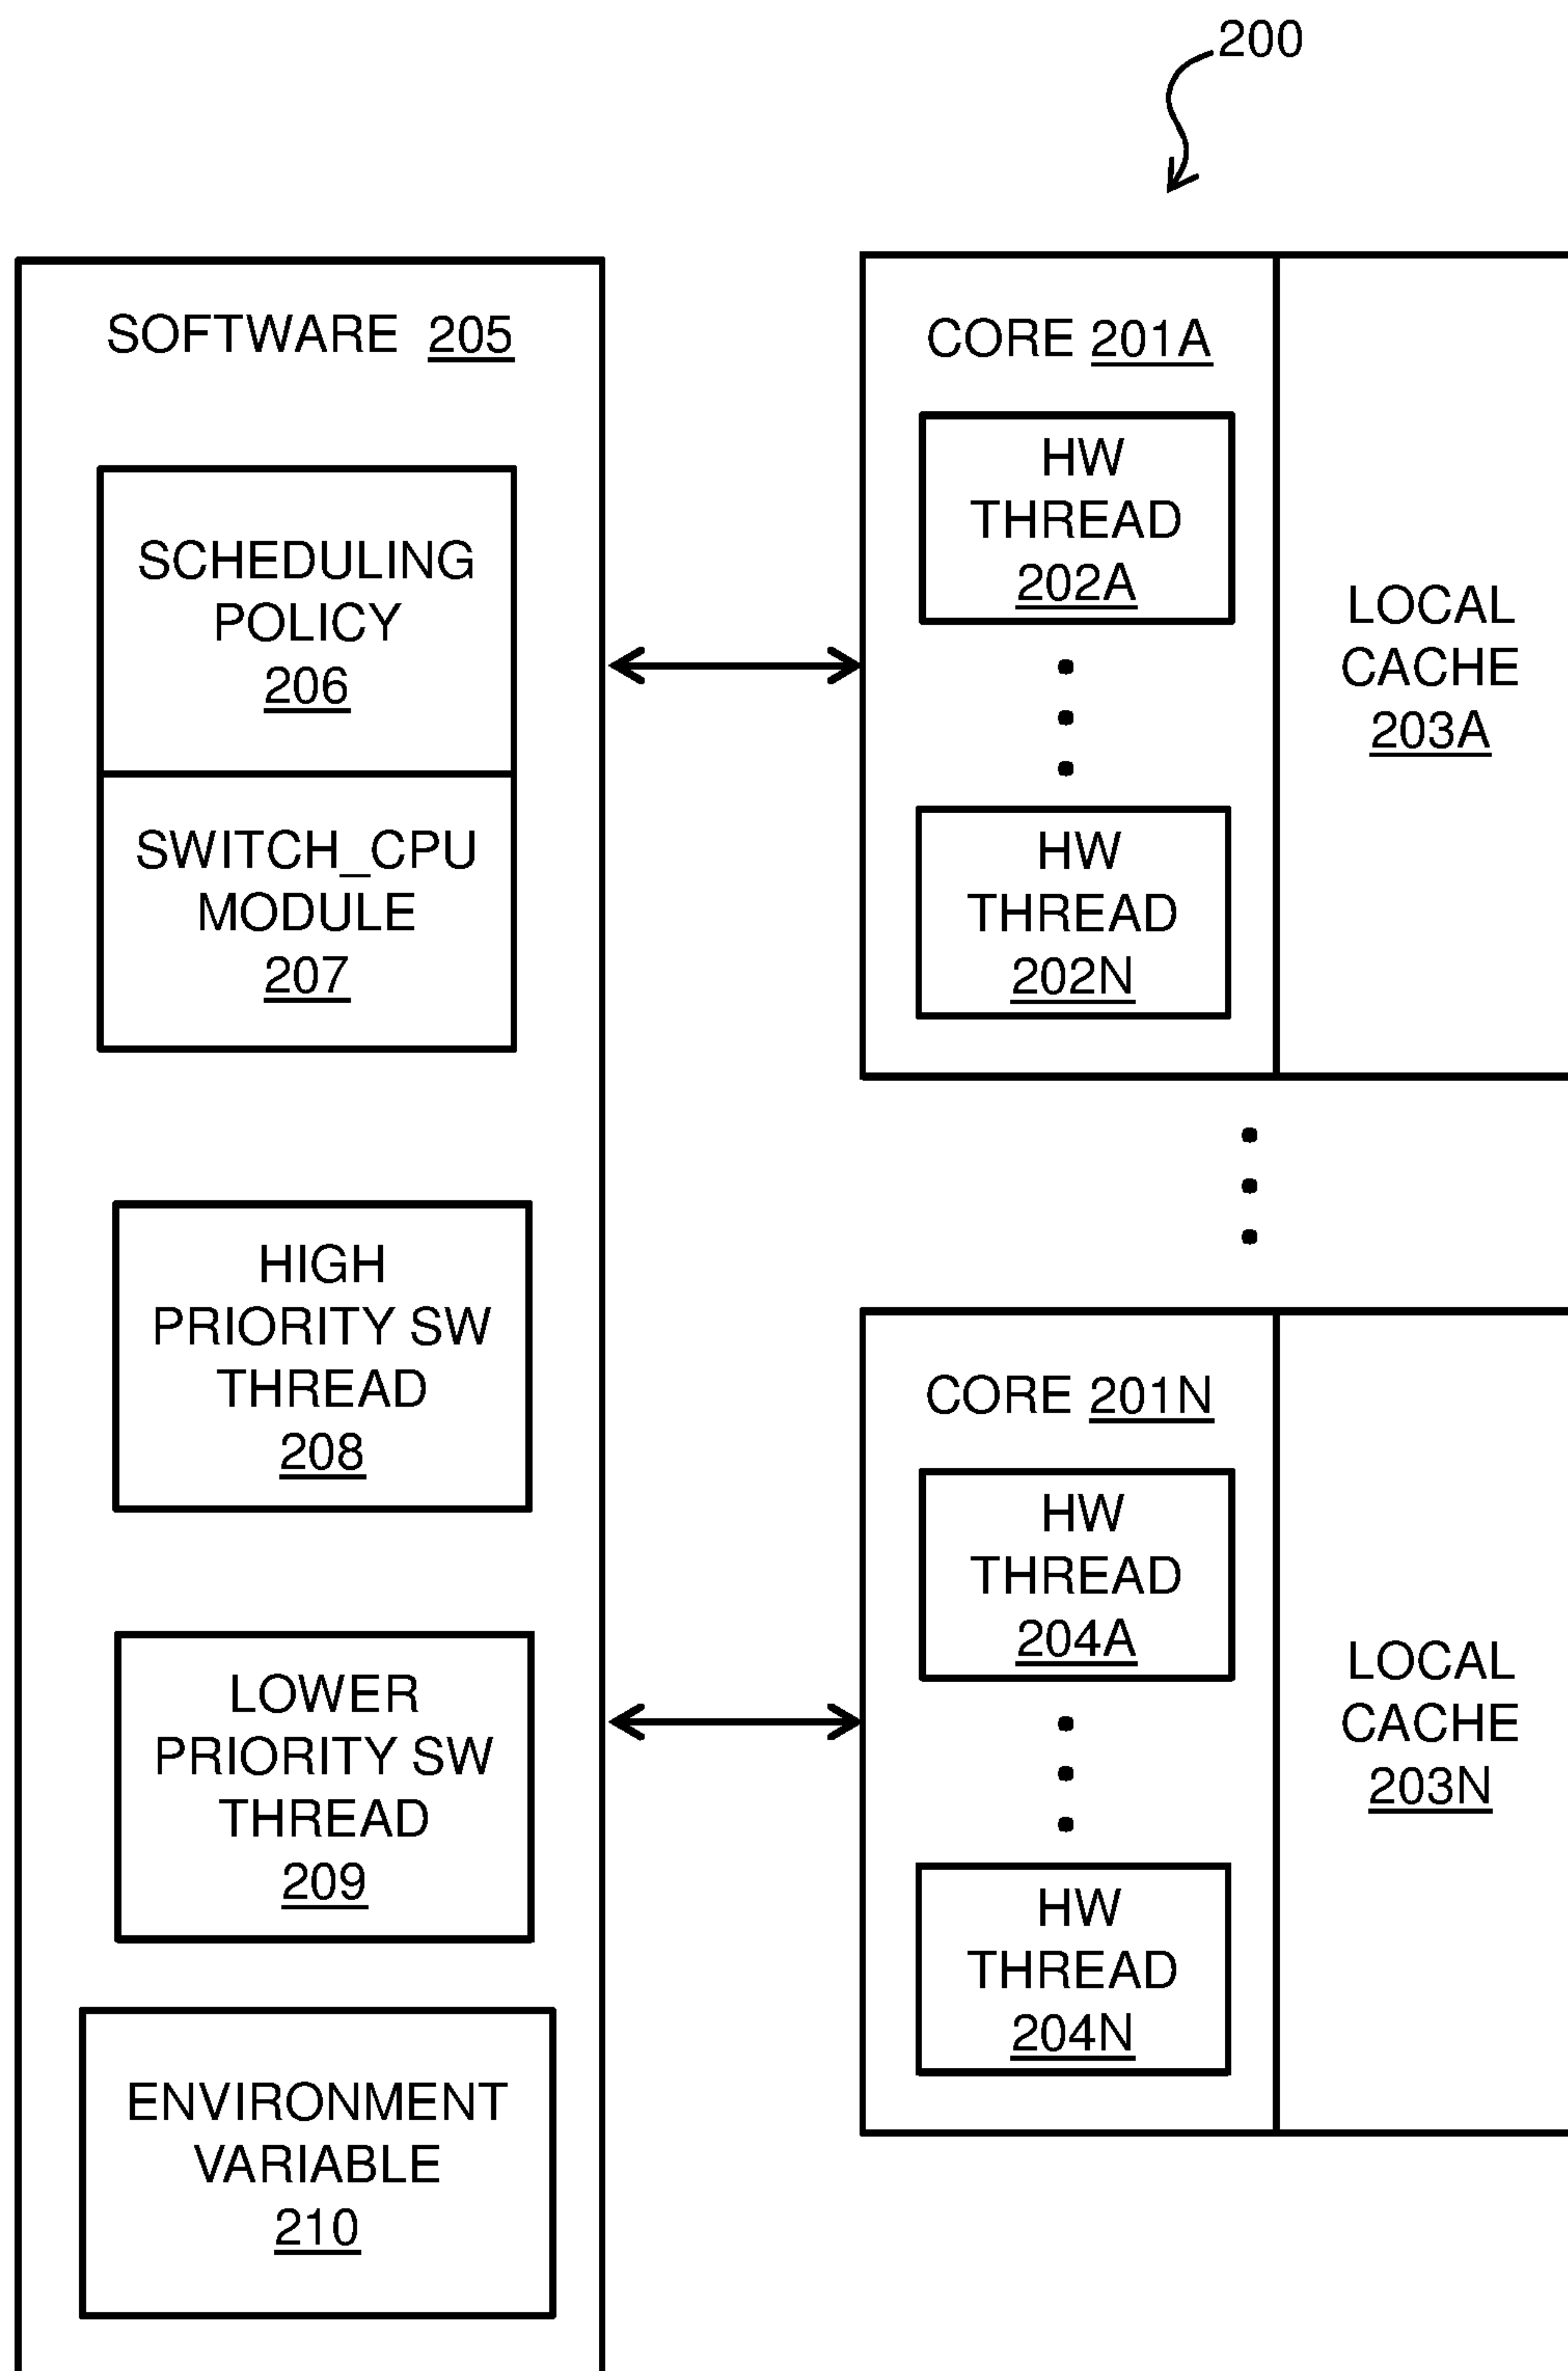 200
SOFTWARE 205
SCHEDULING
POLICY
206
SWITCH_CPU
MODULE
207
HIGH
PRIORITY SW
THREAD
208
LOWER
PRIORITY SW
THREAD
209
ENVIRONMENT
VARIABLE
210
CORE 201A
HW
THREAD
202A
HW
THREAD
202N
LOCAL
CACHE
203A
CORE 201N
HW
THREAD
204A
HW
THREAD
204N
LOCAL
CACHE
203N